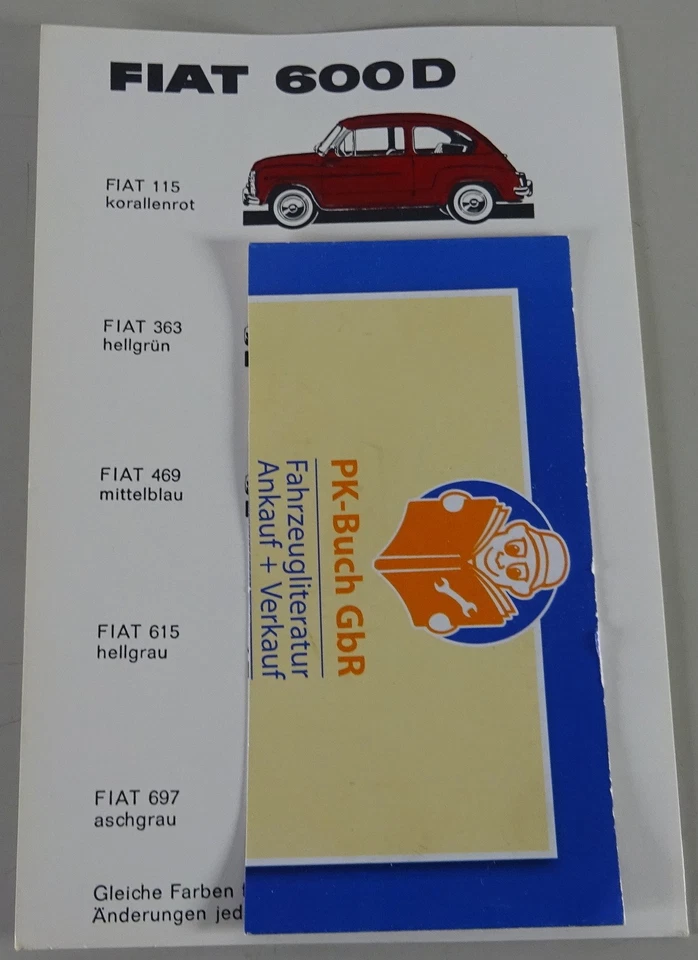 FIAT 600D
FIAT 115
korallenrot
FIAT 363
hellgrün
FIAT 469
mittelblau
FIAT 615
hellgrau
FIAT 697
aschgrau
Gleiche Farben
Änderungen jed
PK-Buch GbR
Fahrzeugliteratur
Ankauf + Verkauf